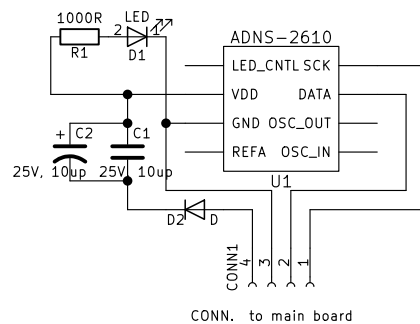 1000R LED
2 1
R1 D1
ADNS-2610
LED_CNTL SCK
VDD DATA
GND OSC_OUT
REFA OSC_IN
U1
+ C2 C1
25V, 10up 25V, 10up
D2 D
CONN1
4 3 2 1
CONN. to main board